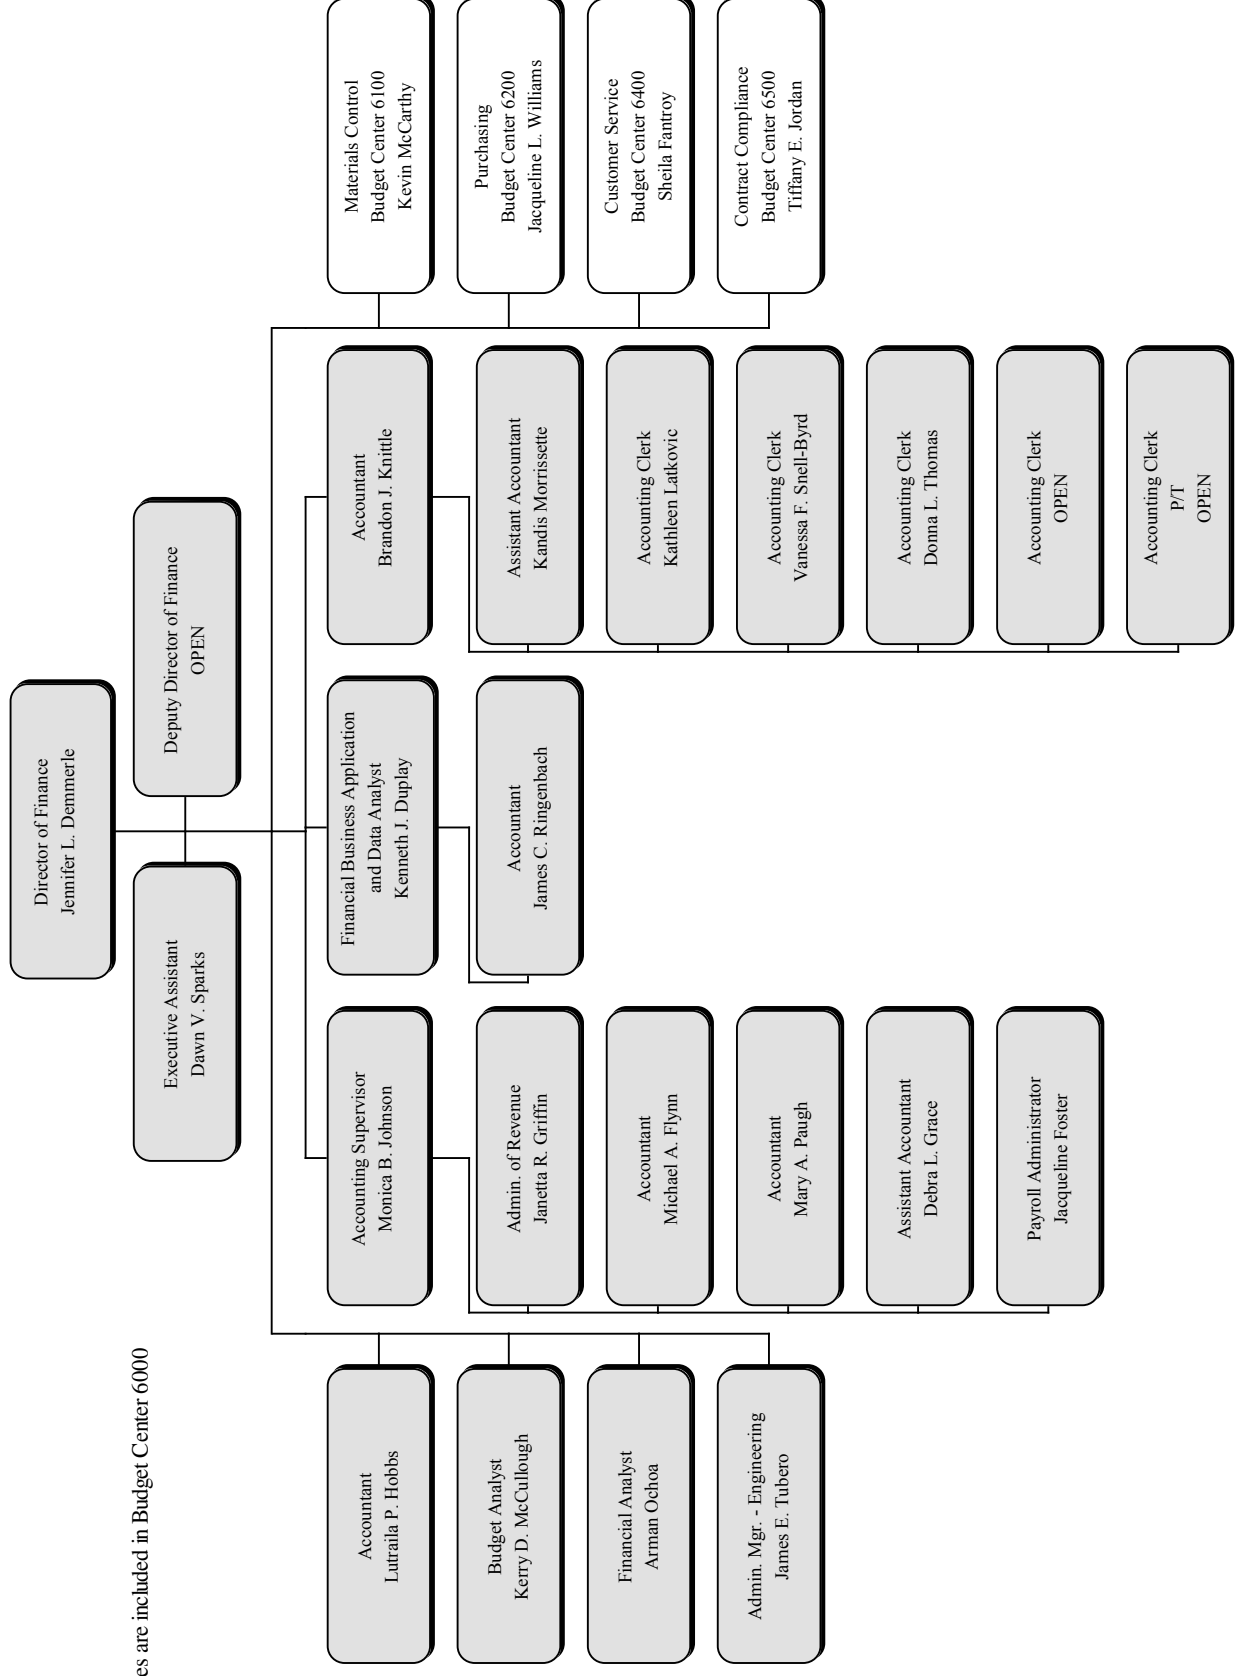 es are included in Budget Center 6000
Director of Finance
Jennifer L. Demmerle
Executive Assistant
Dawn V. Sparks
Deputy Director of Finance
OPEN
Accountant
Lutraila P. Hobbs
Budget Analyst
Kerry D. McCullough
Financial Analyst
Arman Ochoa
Admin. Mgr. - Engineering
James E. Tubero
Accounting Supervisor
Monica B. Johnson
Admin. of Revenue
Janetta R. Griffin
Accountant
Michael A. Flynn
Accountant
Mary A. Paugh
Assistant Accountant
Debra L. Grace
Payroll Administrator
Jacqueline Foster
Financial Business Application
and Data Analyst
Kenneth J. Duplay
Accountant
James C. Ringenbach
Accountant
Brandon J. Knittle
Assistant Accountant
Kandis Morrissette
Accounting Clerk
Kathleen Latkovic
Accounting Clerk
Vanessa F. Snell-Byrd
Accounting Clerk
Donna L. Thomas
Accounting Clerk
OPEN
Accounting Clerk
P/T
OPEN
Materials Control
Budget Center 6100
Kevin McCarthy
Purchasing
Budget Center 6200
Jacqueline L. Williams
Customer Service
Budget Center 6400
Sheila Fantroy
Contract Compliance
Budget Center 6500
Tiffany E. Jordan